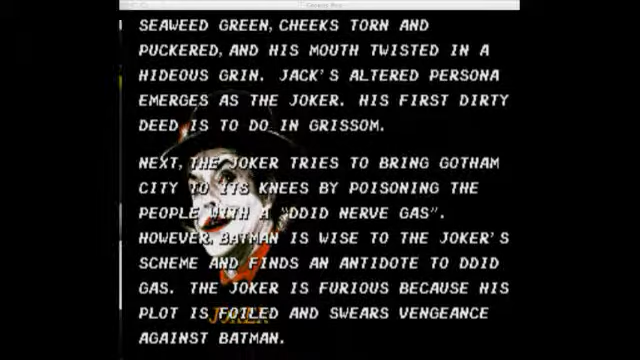 SEAWEED GREEN, CHEEKS TORN AND
PUCKERED, AND HIS MOUTH TWISTED IN A
HIDEOUS GRIN. JACK'S ALTERED PERSONA
EMERGES AS THE JOKER. HIS FIRST DIRTY
DEED IS TO DO IN GRISSOM.
NEXT, THE JOKER TRIES TO BRING GOTHAM
CITY TO ITS KNEES BY POISONING THE
PEOPLE WITH A "DDID NERVE GAS".
HOWEVER, BATMAN IS WISE TO THE JOKER'S
SCHEME AND FINDS AN ANTIDOTE TO DDID
GAS. THE JOKER IS FURIOUS BECAUSE HIS
PLOT IS FOILED AND SWEARS VENGEANCE
AGAINST BATMAN.
JOKER